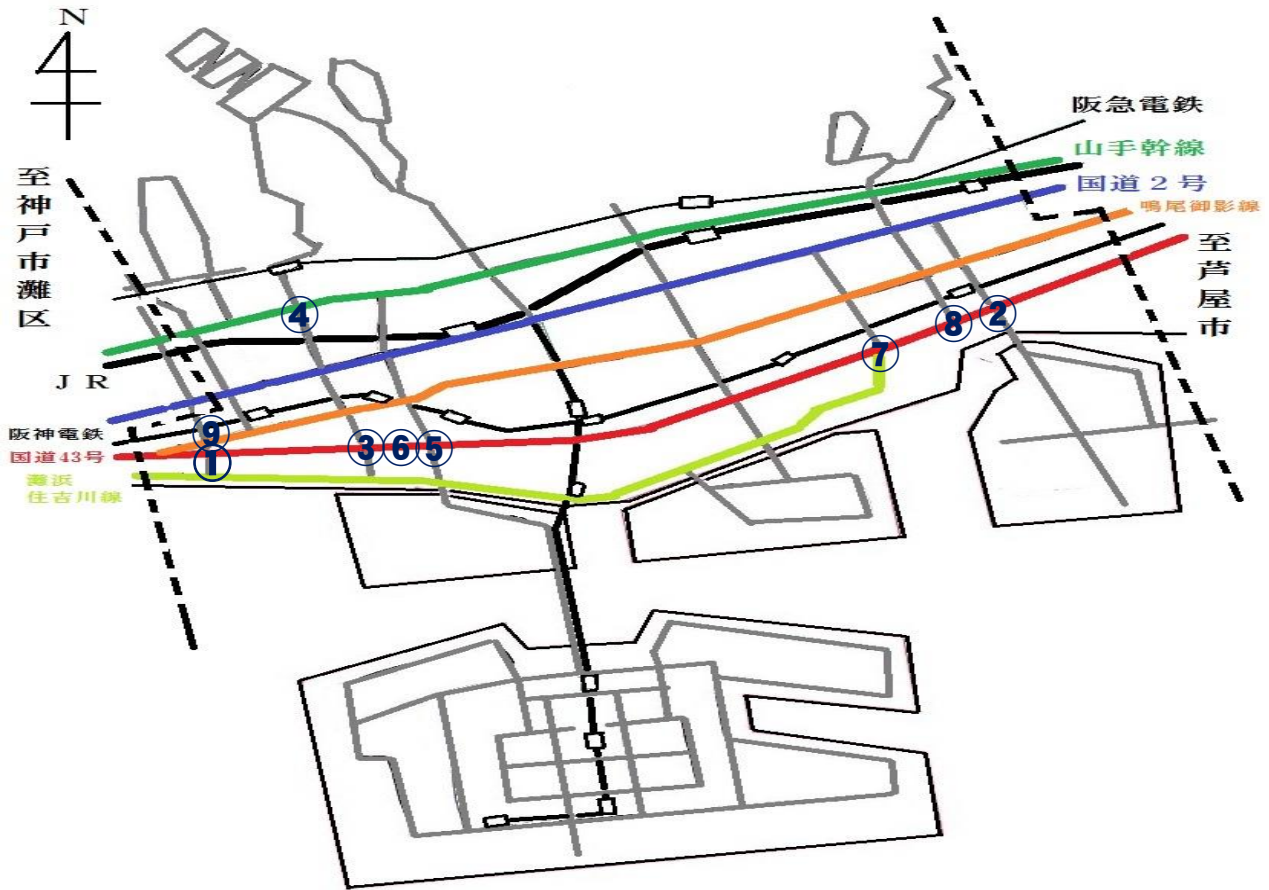 N
阪急電鉄
山手幹線
国道2号
鳴尾御影線
至神戸市灘区
至芦屋市
④
②
⑧
⑦
JR
阪神電鉄
⑨
国道43号
①
③
⑥
⑤
灘浜
住吉川線